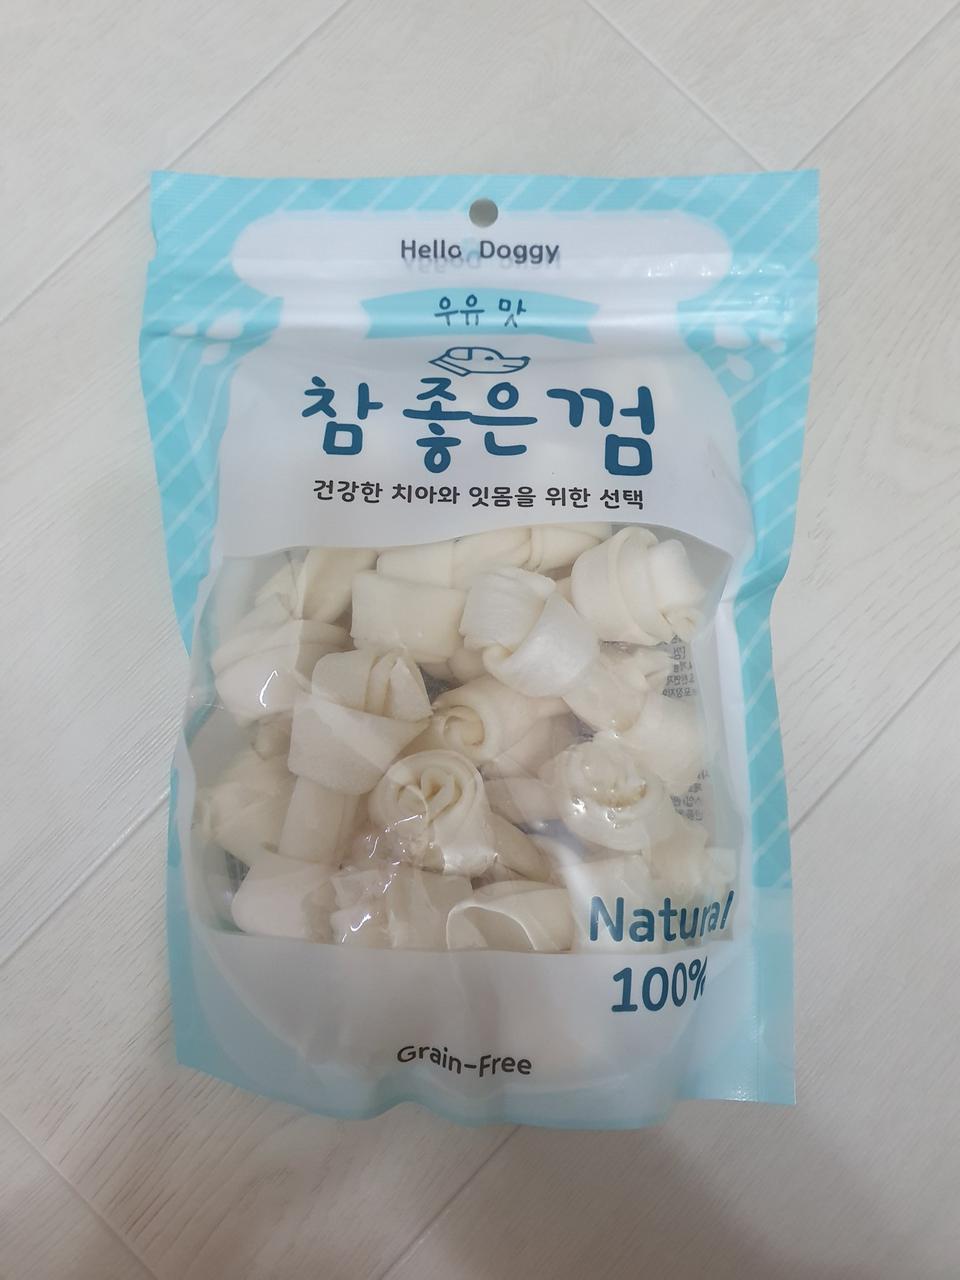 Hello Doggy
우유 맛
참 좋은 껌
건강한 치아와 잇몸을 위한 선택
Natural
100%
Grain-Free